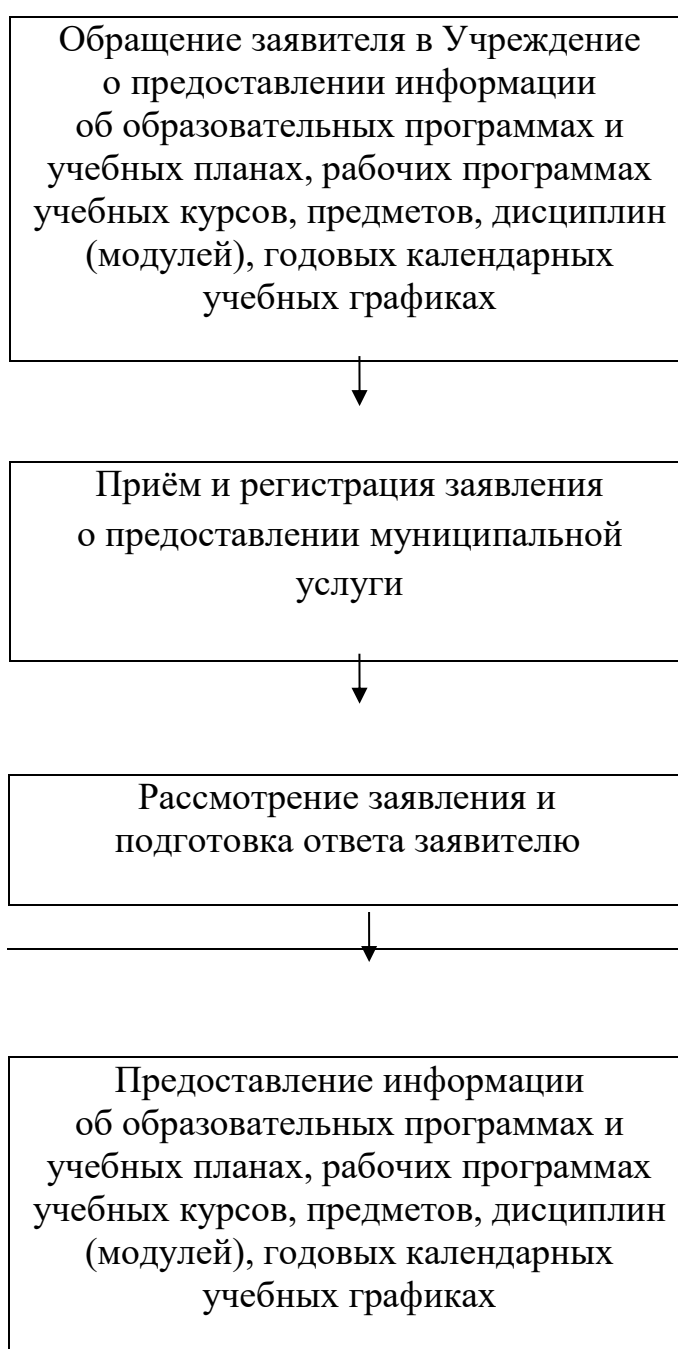 Обращение заявителя в Учреждение
о предоставлении информации
об образовательных программах и
учебных планах, рабочих программах
учебных курсов, предметов, дисциплин
(модулей), годовых календарных
учебных графиках
Приём и регистрация заявления
о предоставлении муниципальной
услуги
Рассмотрение заявления и
подготовка ответа заявителю
Предоставление информации
об образовательных программах и
учебных планах, рабочих программах
учебных курсов, предметов, дисциплин
(модулей), годовых календарных
учебных графиках